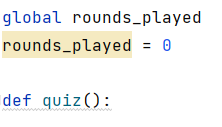 global rounds_played
rounds_played = 0
def quiz():